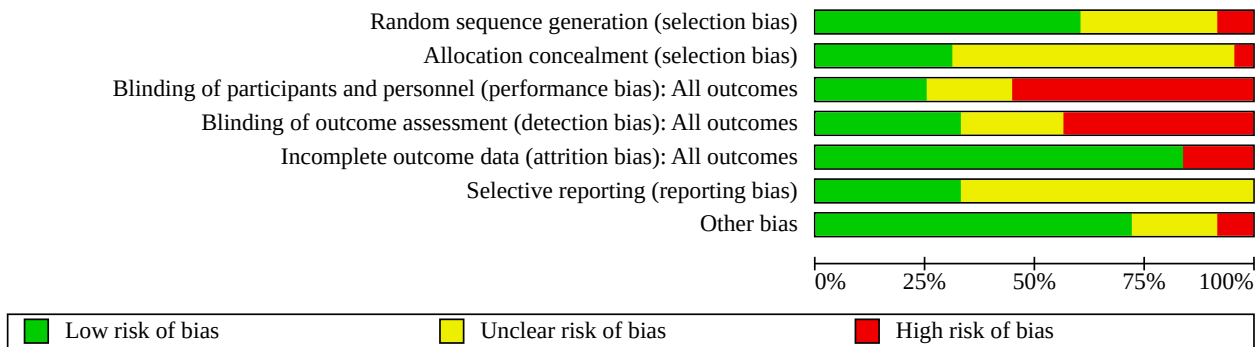 Random sequence generation (selection bias)
Allocation concealment (selection bias)
Blinding of participants and personnel (performance bias): All outcomes
Blinding of outcome assessment (detection bias): All outcomes
Incomplete outcome data (attrition bias): All outcomes
Selective reporting (reporting bias)
Other bias
0% 25% 50% 75% 100%
Low risk of bias Unclear risk of bias High risk of bias